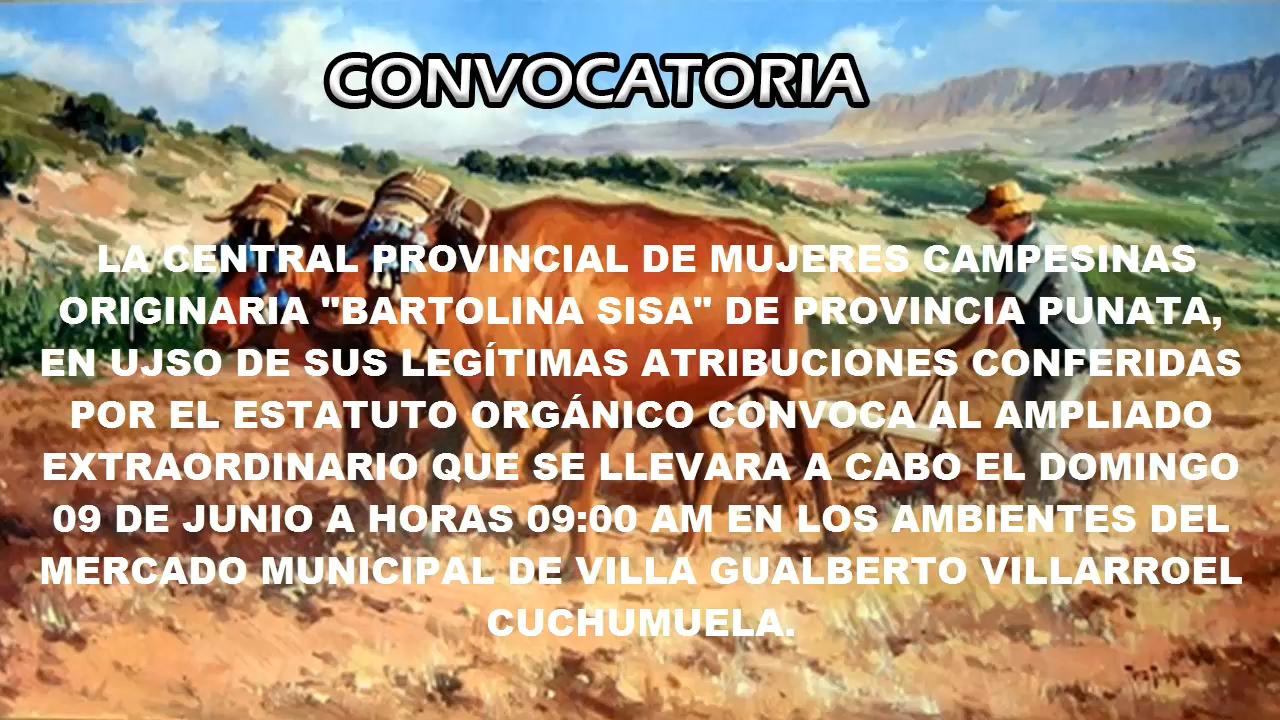 CONVOCATORIA
LA CENTRAL PROVINCIAL DE MUJERES CAMPESINAS
ORIGINARIA "BARTOLINA SISA" DE PROVINCIA PUNATA,
EN UJSO DE SUS LEGÍTIMAS ATRIBUCIONES CONFERIDAS
POR EL ESTATUTO ORGÁNICO CONVOCA AL AMPLIADO
EXTRAORDINARIO QUE SE LLEVARA A CABO EL DOMINGO
09 DE JUNIO A HORAS 09:00 AM EN LOS AMBIENTES DEL
MERCADO MUNICIPAL DE VILLA GUALBERTO VILLARROEL
CUCHUMUELA.